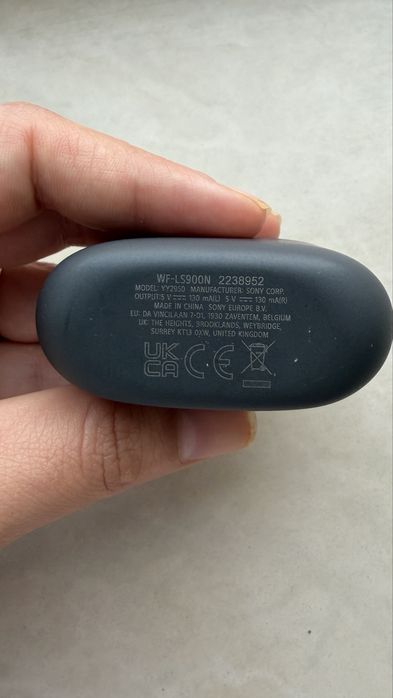 WF-LS900N 2238952
MODEL: YY2950 MANUFACTURER: SONY CORP.
OUTPUT: 5 V ⎓ 130 mA(L) 5 V ⎓ 130 mA(R)
MADE IN CHINA SONY EUROPE B.V.
EU: DA VINCILAAN 7-D1, 1930 ZAVENTEM, BELGIUM
UK: THE HEIGHTS, BROOKLANDS, WEYBRIDGE,
SURREY KT13 0XW, UNITED KINGDOM
UK
CA CE